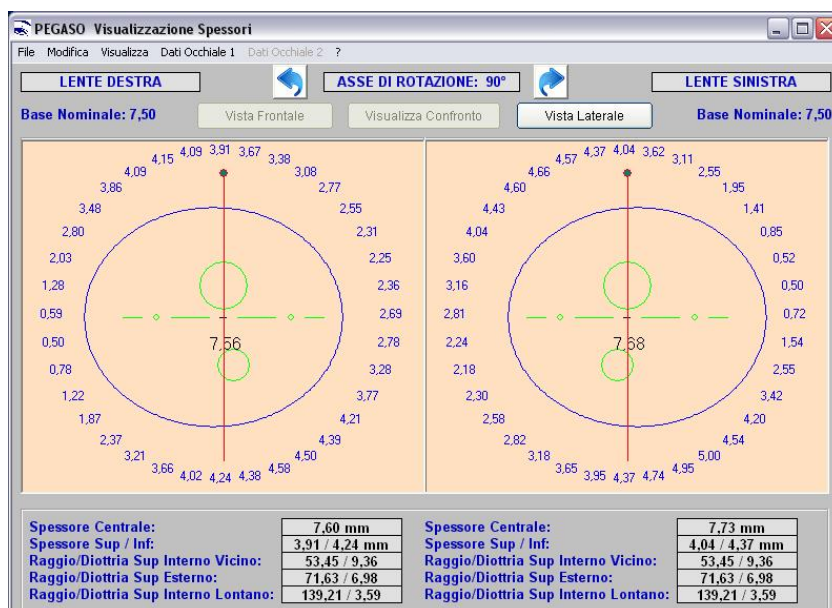 PEGASO Visualizzazione Spessori
File Modifica Visualizza Dati Occhiale 1 Dati Occhiale 2 ?
LENTE DESTRA ASSE DI ROTAZIONE: 90° LENTE SINISTRA
Base Nominale: 7,50 Vista Frontale Visualizza Confronto Vista Laterale Base Nominale: 7,50
4,09 3,91 3,67
4,15 3,38
4,09 3,08
3,86 2,77
3,48 2,55
2,80 2,31
2,03 2,25
1,28 2,36
0,59 2,69
0,50 7,56 2,78
0,78 3,28
1,22 3,77
1,87 4,21
2,37 4,39
3,21 4,50
3,66 4,58
4,02 4,24 4,38
4,37 4,04 3,62
4,57 3,11
4,66 2,55
4,60 1,95
4,43 1,41
4,04 0,85
3,60 0,52
3,16 0,50
2,81 0,72
2,24 7,68 1,54
2,18 2,55
2,30 3,42
2,58 4,20
2,82 4,54
3,18 5,00
3,65 4,95
3,95 4,37 4,74
Spessore Centrale: 7,60 mm
Spessore Sup / Inf: 3,91 / 4,24 mm
Raggio/Diottria Sup Interno Vicino: 53,45 / 9,36
Raggio/Diottria Sup Esterno: 71,63 / 6,98
Raggio/Diottria Sup Interno Lontano: 139,21 / 3,59
Spessore Centrale: 7,73 mm
Spessore Sup / Inf: 4,04 / 4,37 mm
Raggio/Diottria Sup Interno Vicino: 53,45 / 9,36
Raggio/Diottria Sup Esterno: 71,63 / 6,98
Raggio/Diottria Sup Interno Lontano: 139,21 / 3,59